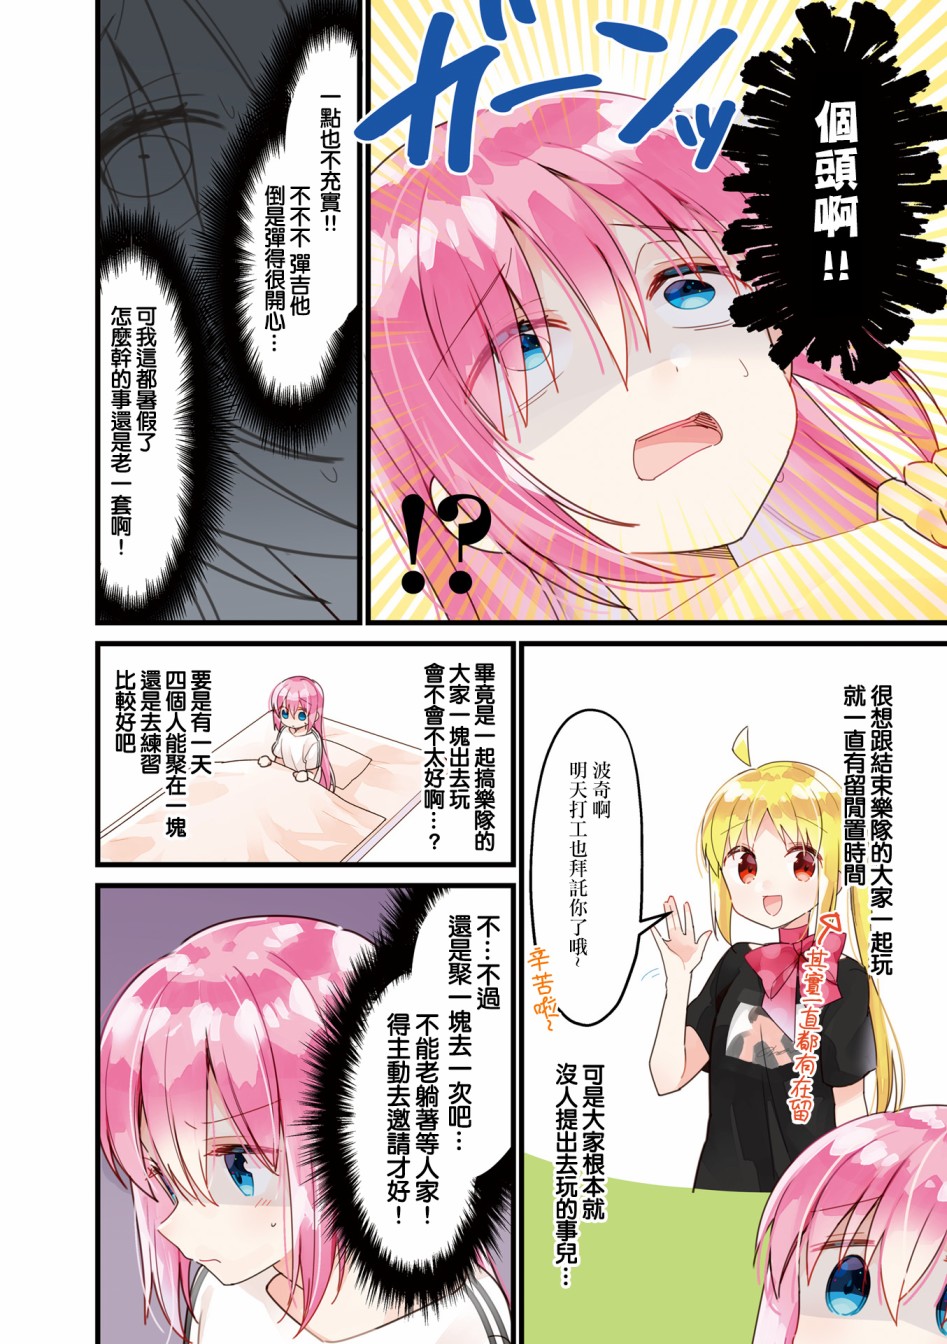 個頭啊!!
ガーンッ
!?
一點也不充實!!
不不不 彈吉他
倒是彈得很開心…
可我這都暑假了
怎麼幹的事還是老一套啊!
很想跟結束樂隊的大家一起玩
就一直有留閒置時間
其實一直都有在留
波奇啊
明天打工也拜託你了哦~
辛苦啦~
可是大家根本就
沒人提出去玩的事兒…
畢竟是一起搞樂隊的
大家一塊出去玩
會不會不太好啊…?
要是有一天
四個人能聚在一塊
還是去練習
比較好吧
不…不過
還是聚一塊去一次吧…
不能老躺著等人家!
得主動去邀請才好!